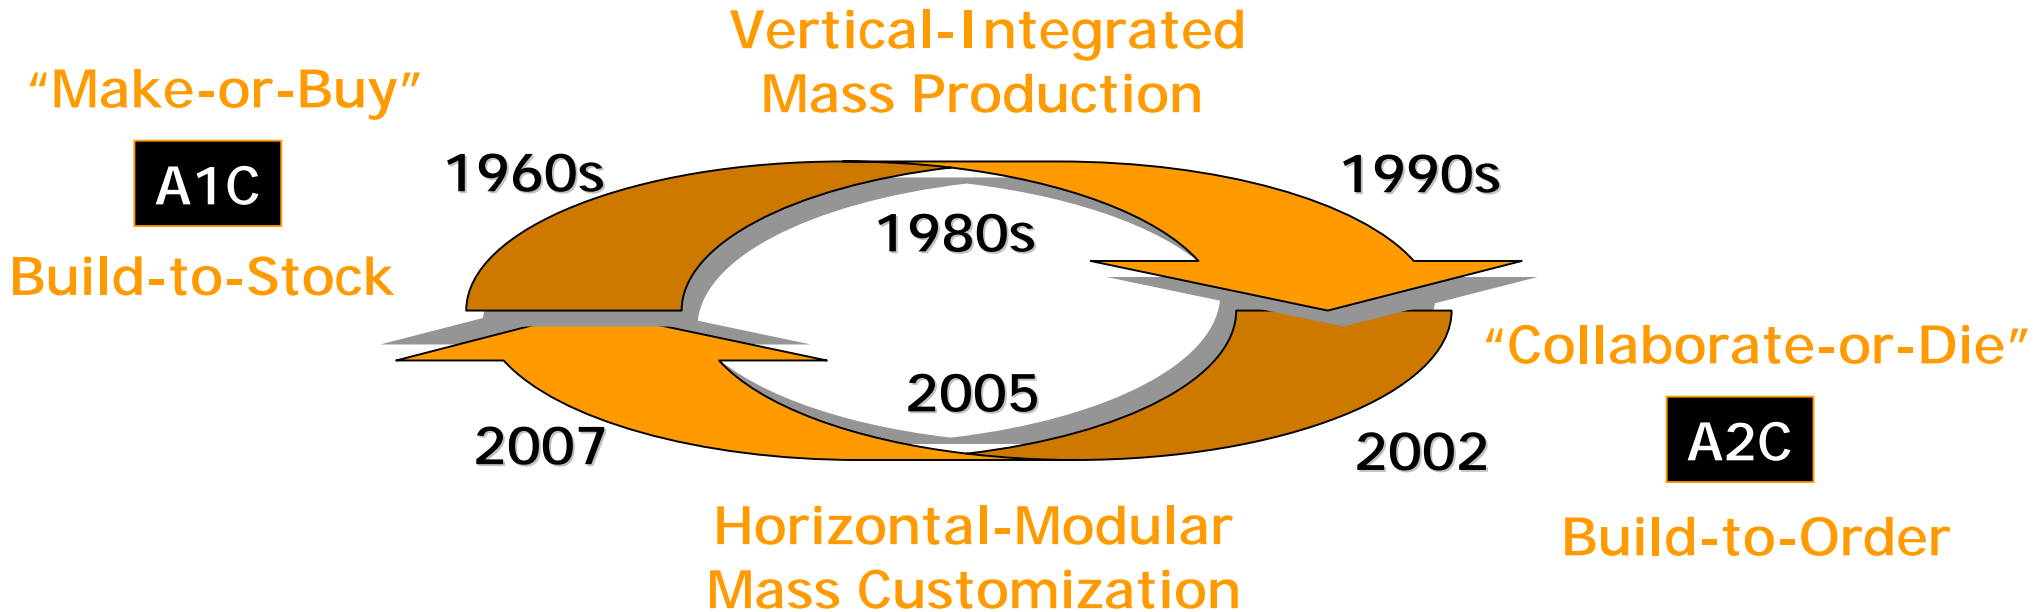 Vertical-Integrated
Mass Production
“Make-or-Buy”
A1C
Build-to-Stock
1960s
1980s
1990s
2005
2007
2002
“Collaborate-or-Die”
A2C
Build-to-Order
Horizontal-Modular
Mass Customization